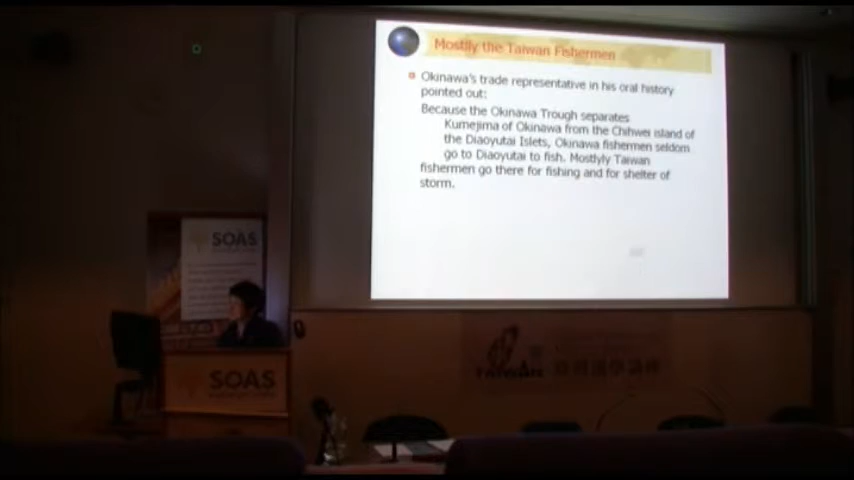 Mostlly the Taiwan Fishermen
Okinawa's trade representative in his oral history
pointed out:
Because the Okinawa Trough separates
Kumejima of Okinawa from the Chihwei island of
the Diaoyutai Islets, Okinawa fishermen seldom
go to Diaoyutai to fish. Mostlyly Taiwan
fishermen go there for fishing and for shelter of
storm.
SOAS
SOAS
TAIWAN